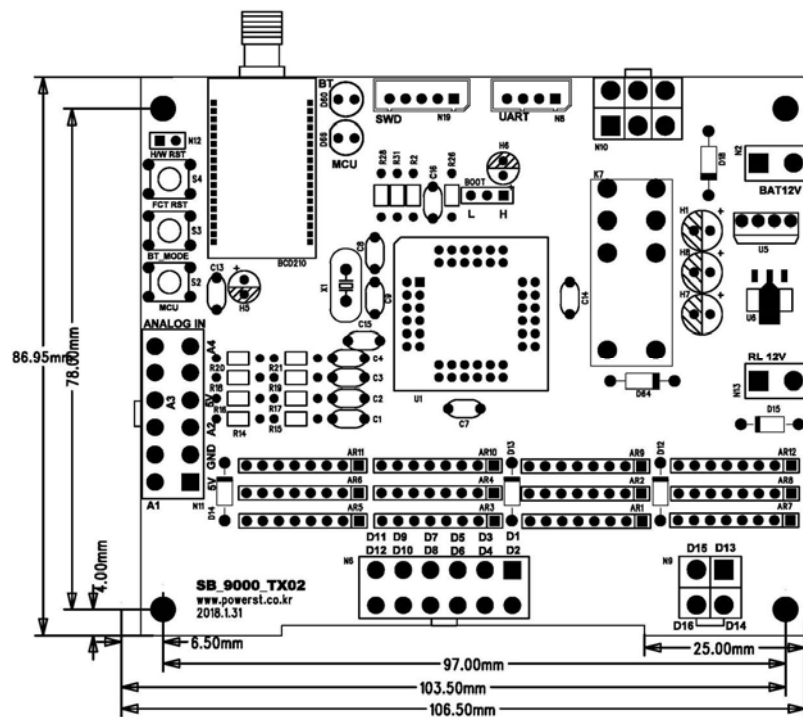 BT
D60
SWD
N19
UART
N8
N10
N12
H/W RST
D69
MCU
D18
N2
BAT12V
S4
FCT RST
R28
R31
R2
C16
R26
H6
BOOT
L
H
K7
H1
+
U5
S3
BT_MODE
BCD210
C8
H8
+
S2
MCU
C13
+
H5
X1
C9
C14
H7
+
U6
ANALOG IN
C15
A4
R20
R21
C4
RL 12V
R18
R19
C3
5V
A3
R16
R17
C2
U1
D64
N13
A2
R14
R15
C1
C7
D15
GND
5V
D14
AR11
AR10
D13
AR9
D12
AR12
AR6
AR4
AR2
AR8
A1
N11
AR5
AR3
AR1
AR7
D11 D9 D7 D5 D3 D1
D12 D10 D8 D6 D4 D2
N6
N9
D15 D13
D16 D14
SB_9000_TX02
www.powerst.co.kr
2018.1.31
86.95mm
78.00mm
4.00mm
6.50mm
25.00mm
97.00mm
103.50mm
106.50mm